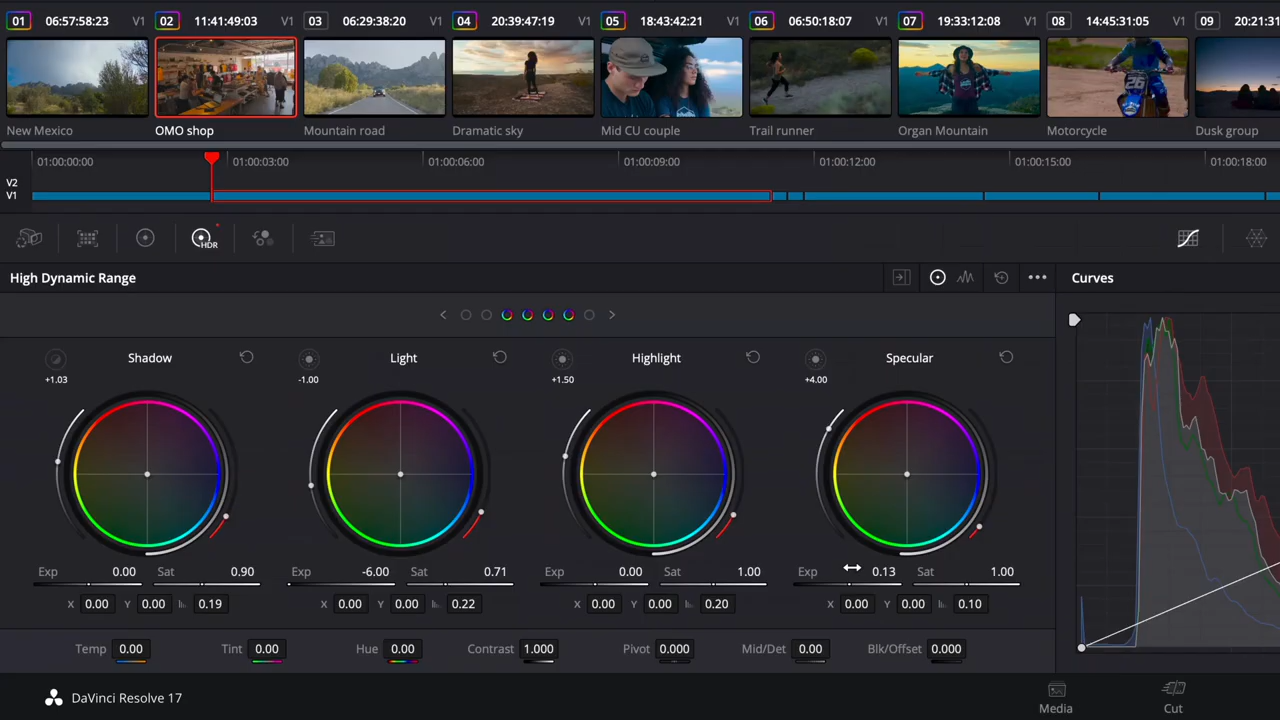 01 06:57:58:23 V1 02 11:41:49:03 V1 03 06:29:38:20 V1 04 20:39:47:19 V1 05 18:43:42:21 V1 06 06:50:18:07 V1 07 19:33:12:08 V1 08 14:45:31:05 V1 09 20:21:31
New Mexico OMO shop Mountain road Dramatic sky Mid CU couple Trail runner Organ Mountain Motorcycle Dusk group
01:00:00:00 01:00:03:00 01:00:06:00 01:00:09:00 01:00:12:00 01:00:15:00 01:00:18:00
V2
V1
HDR
High Dynamic Range Curves
Shadow Light Highlight Specular
+1.03 -1.00 +1.50 +4.00
Exp 0.00 Sat 0.90 Exp -6.00 Sat 0.71 Exp 0.00 Sat 1.00 Exp 0.13 Sat 1.00
X 0.00 Y 0.00 0.19 X 0.00 Y 0.00 0.22 X 0.00 Y 0.00 0.20 X 0.00 Y 0.00 0.10
Temp 0.00 Tint 0.00 Hue 0.00 Contrast 1.000 Pivot 0.000 Mid/Det 0.00 Blk/Offset 0.000
DaVinci Resolve 17 Media Cut